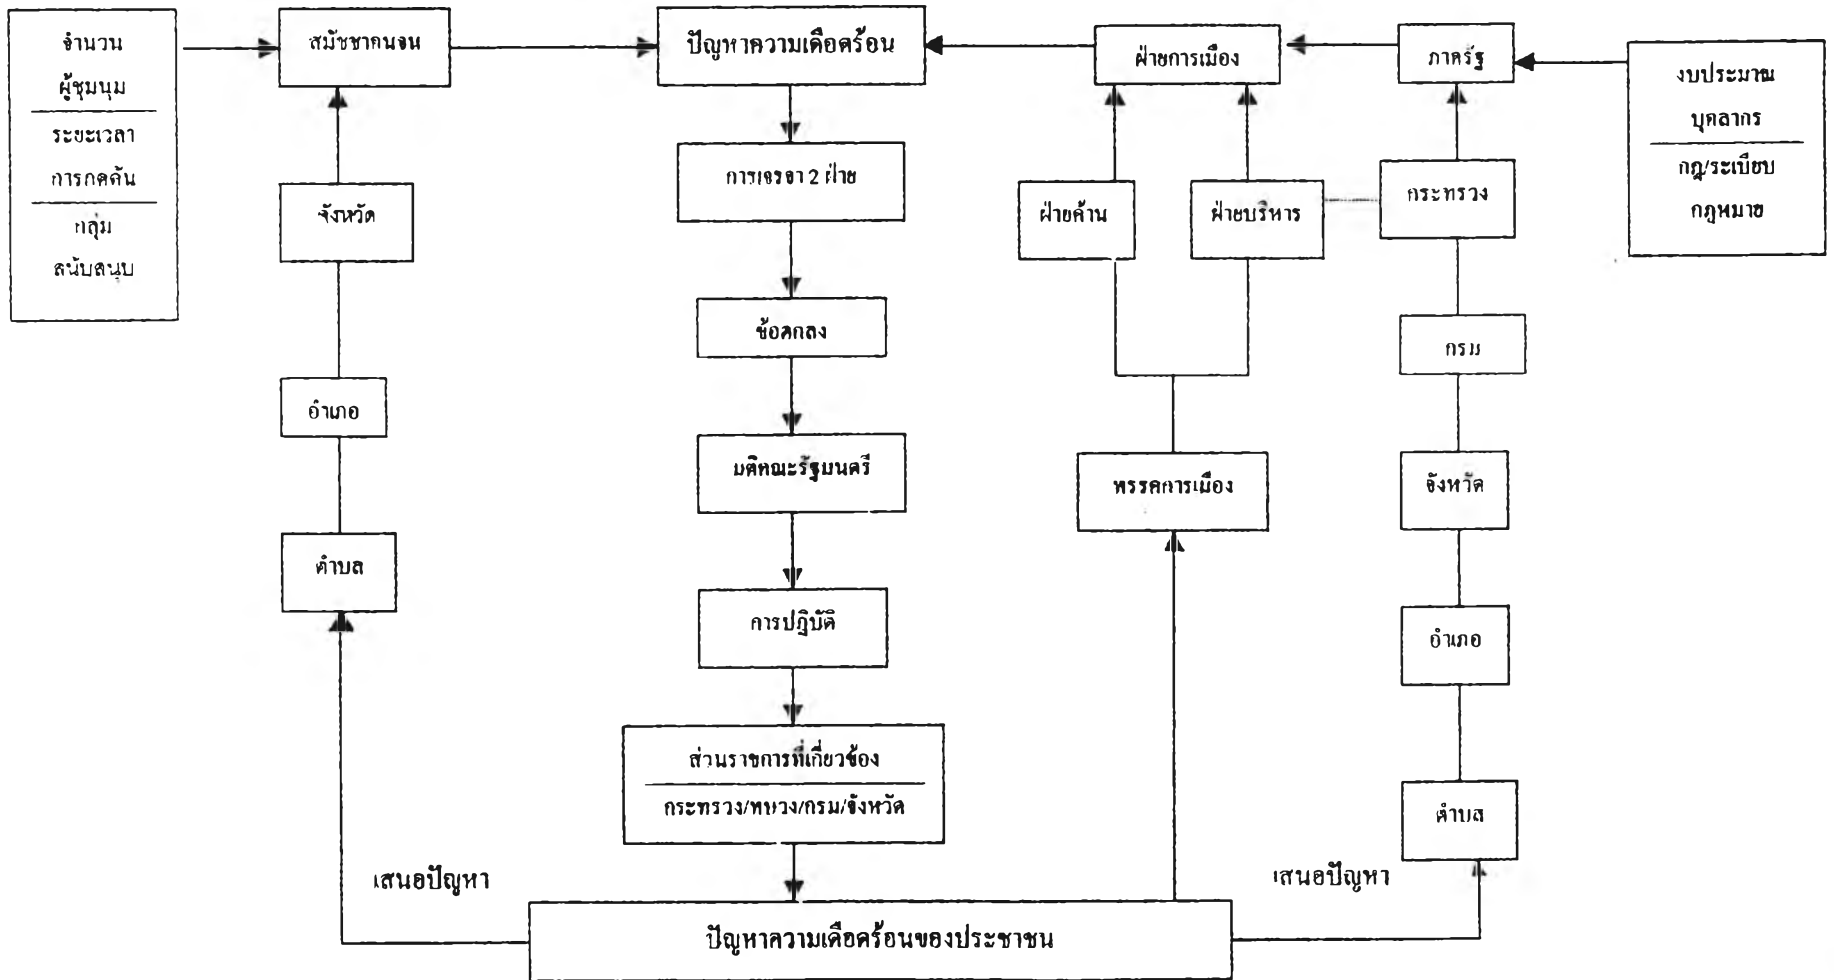 จำนวน
ผู้ชุมนุม
ระยะเวลา
การกดดัน
กลุ่ม
สนับสนุน
สมัชชาคนจน
จังหวัด
อำเภอ
ตำบล
เสนอปัญหา
ปัญหาความเดือดร้อน
การเจรจา 2 ฝ่าย
ข้อตกลง
มติคณะรัฐมนตรี
การปฏิบัติ
ส่วนราชการที่เกี่ยวข้อง
กระทรวง/ทบวง/กรม/จังหวัด
ปัญหาความเดือดร้อนของประชาชน
ฝ่ายการเมือง
ฝ่ายค้าน
ฝ่ายบริหาร
พรรคการเมือง
ภาครัฐ
กระทรวง
กรม
จังหวัด
อำเภอ
ตำบล
เสนอปัญหา
งบประมาณ
บุคลากร
กฎ/ระเบียบ
กฎหมาย